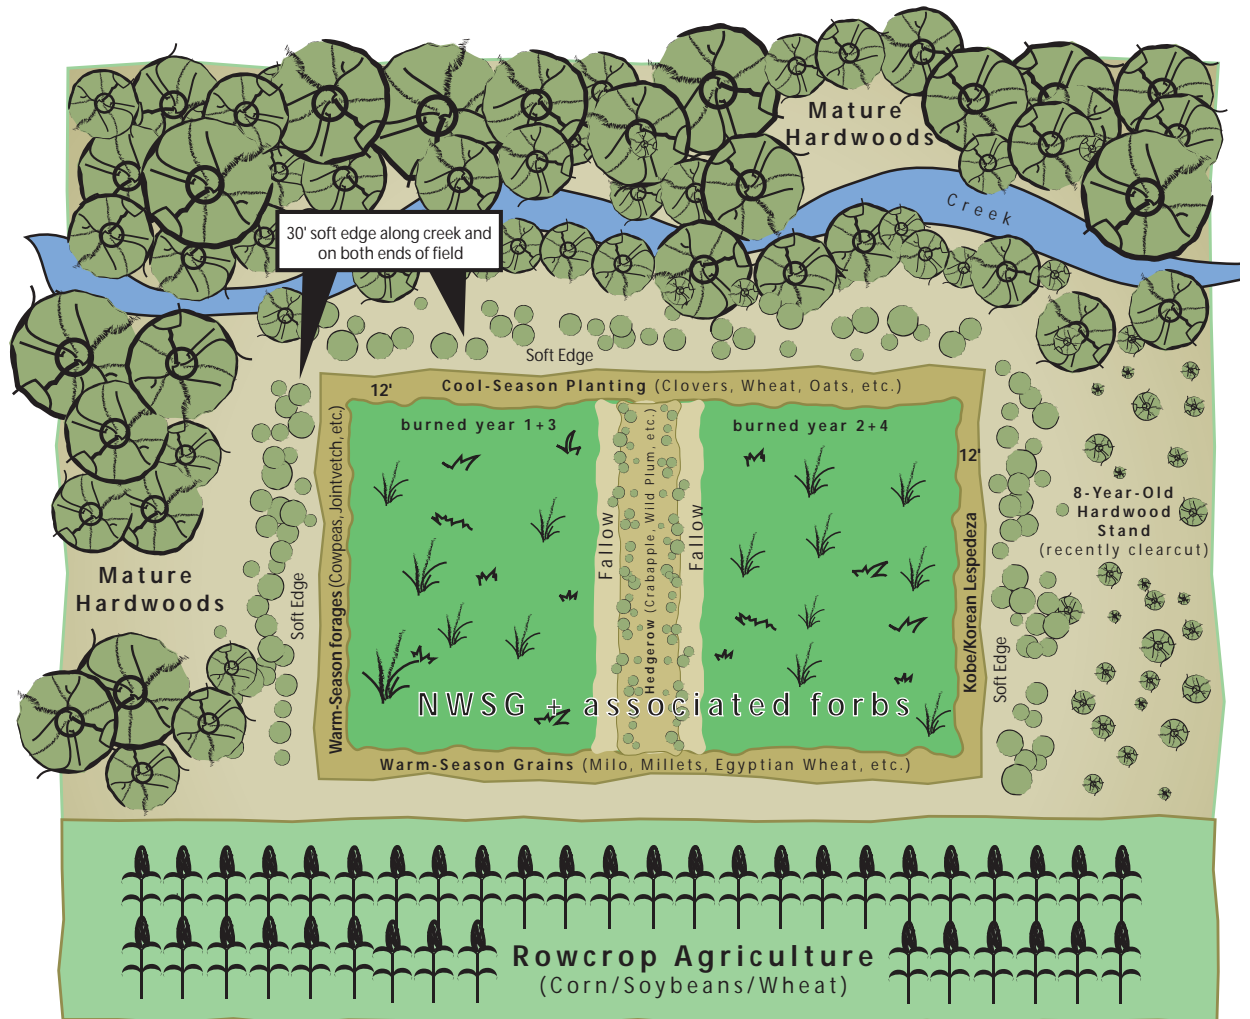 Mature
Hardwoods
Creek
30' soft edge along creek and
on both ends of field
Soft Edge
12'
Cool-Season Planting (Clovers, Wheat, Oats, etc.)
burned year 1+3
burned year 2+4
12'
Warm-Season forages (Cowpeas, Jointvetch, etc)
Fallow
Hedgerow (Crabapple, Wild Plum, etc.)
Fallow
Kobe/Korean Lespedeza
8-Year-Old
Hardwood
Stand
(recently clearcut)
Mature
Hardwoods
Soft Edge
Soft Edge
NWSG + associated forbs
Warm-Season Grains (Milo, Millets, Egyptian Wheat, etc.)
Rowcrop Agriculture
(Corn/Soybeans/Wheat)